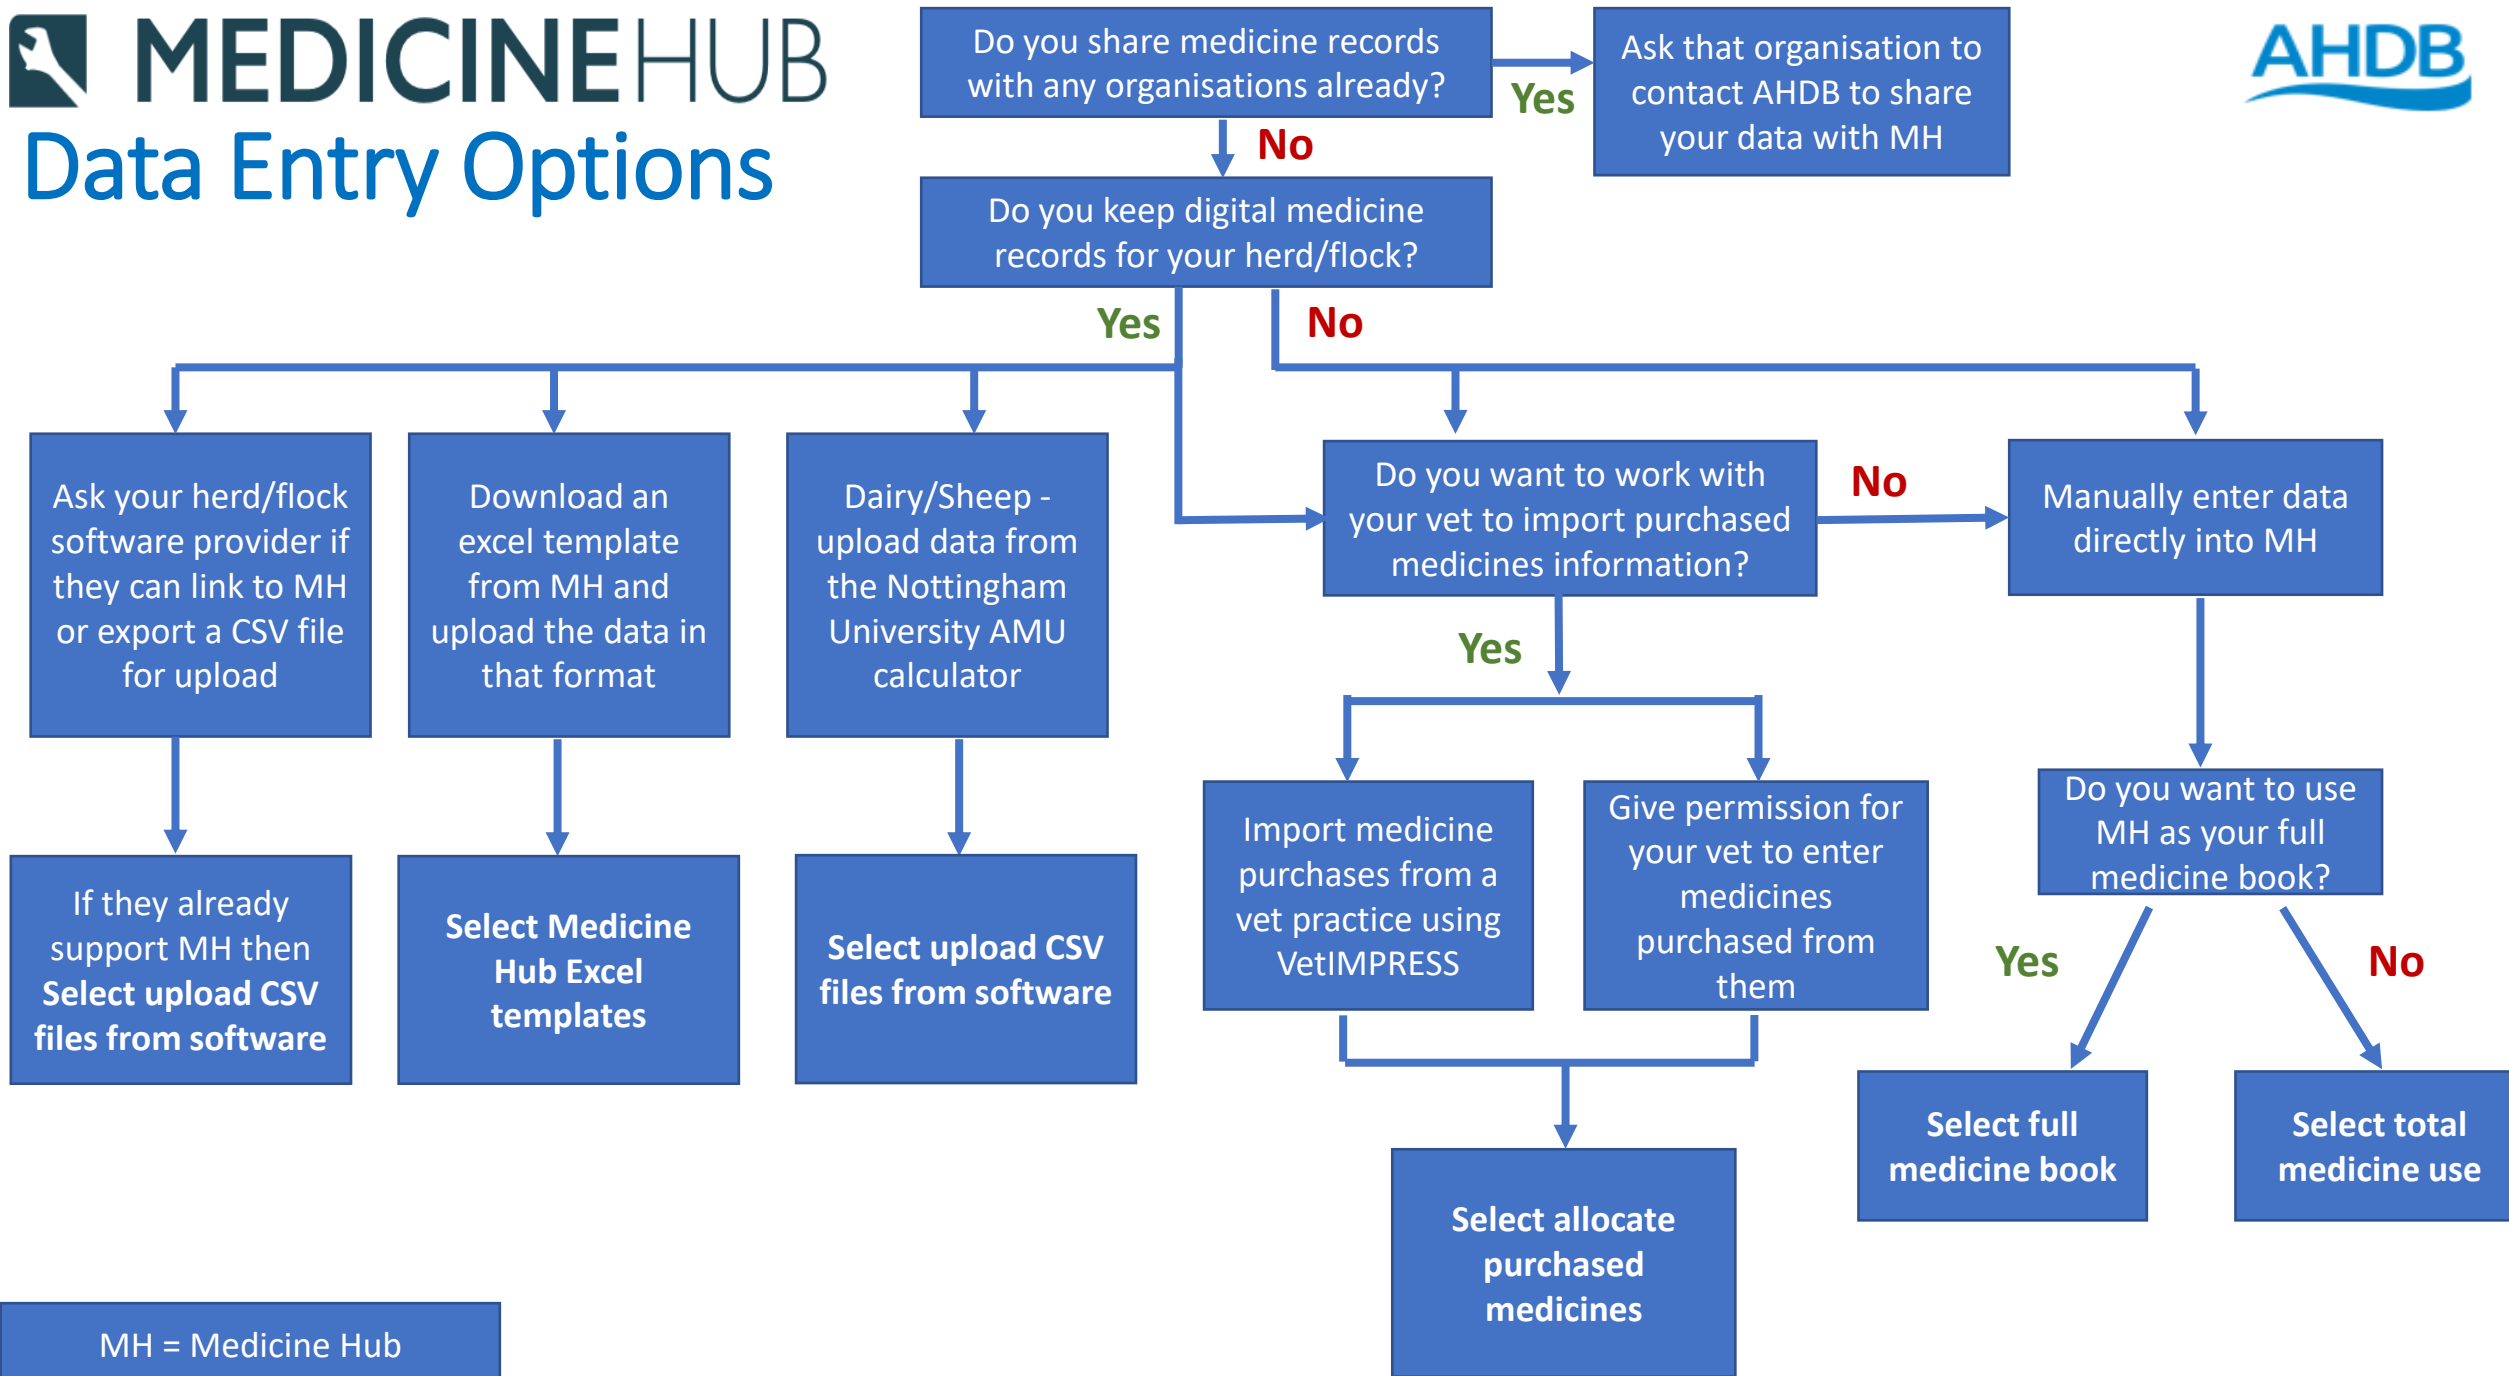 MEDICINEHUB
Data Entry Options
AHDB
Do you share medicine records
with any organisations already?
Yes
Ask that organisation to
contact AHDB to share
your data with MH
No
Do you keep digital medicine
records for your herd/flock?
Yes
No
Ask your herd/flock
software provider if
they can link to MH
or export a CSV file
for upload
Download an
excel template
from MH and
upload the data in
that format
Dairy/Sheep -
upload data from
the Nottingham
University AMU
calculator
Do you want to work with
your vet to import purchased
medicines information?
No
Manually enter data
directly into MH
Yes
If they already
support MH then
Select upload CSV
files from software
Select Medicine
Hub Excel
templates
Select upload CSV
files from software
Import medicine
purchases from a
vet practice using
VetIMPRESS
Give permission for
your vet to enter
medicines
purchased from
them
Do you want to use
MH as your full
medicine book?
Yes
No
Select full
medicine book
Select total
medicine use
Select allocate
purchased
medicines
MH = Medicine Hub